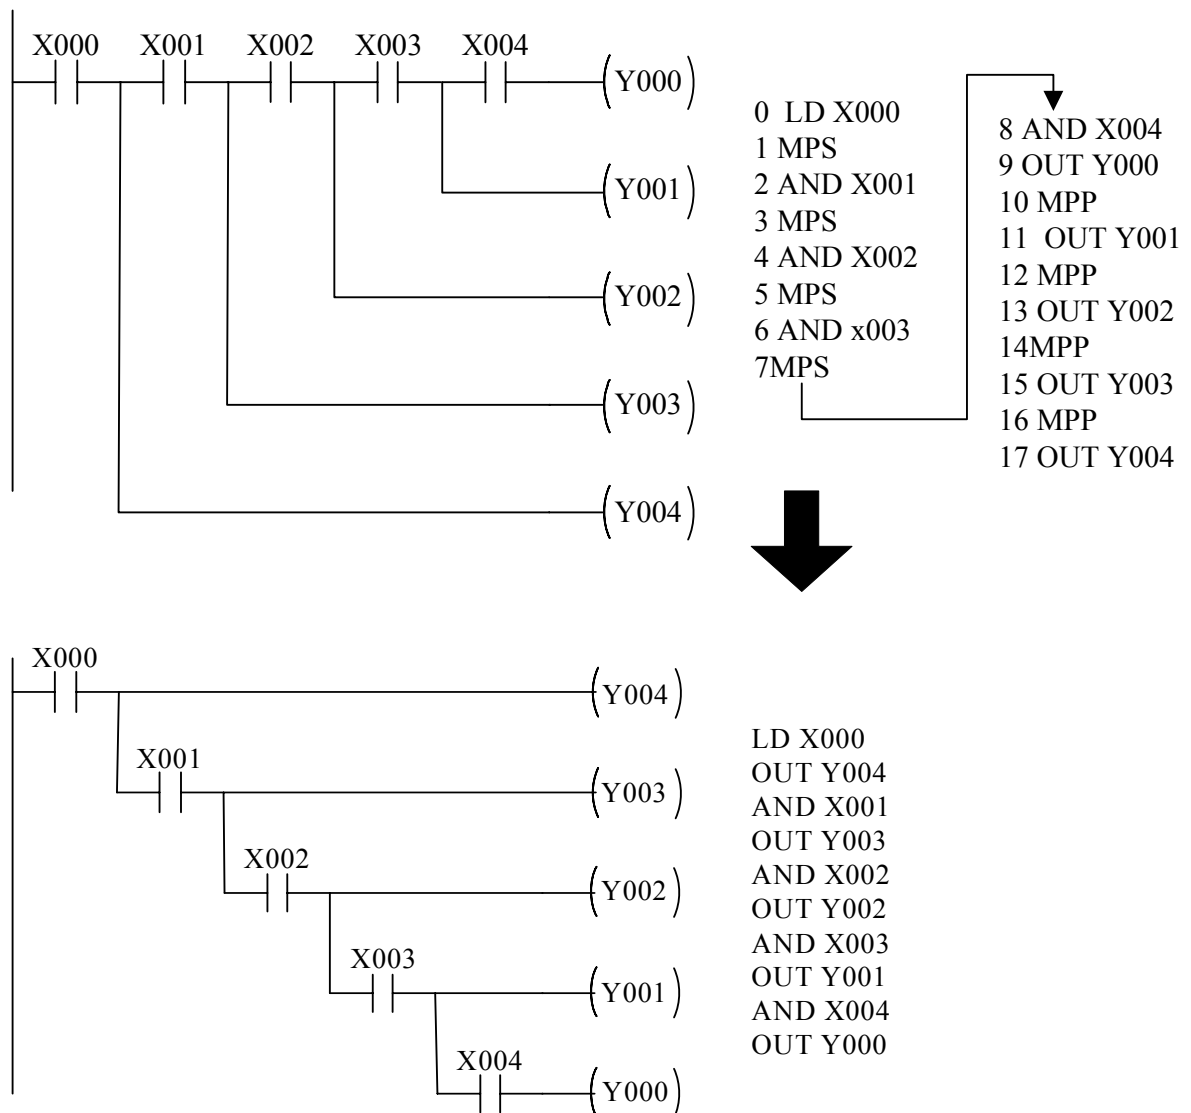 X000 X001 X002 X003 X004
Y000
Y001
Y002
Y003
Y004
0 LD X000
1 MPS
2 AND X001
3 MPS
4 AND X002
5 MPS
6 AND x003
7MPS
8 AND X004
9 OUT Y000
10 MPP
11 OUT Y001
12 MPP
13 OUT Y002
14MPP
15 OUT Y003
16 MPP
17 OUT Y004
X000
Y004
X001
Y003
X002
Y002
X003
Y001
X004
Y000
LD X000
OUT Y004
AND X001
OUT Y003
AND X002
OUT Y002
AND X003
OUT Y001
AND X004
OUT Y000